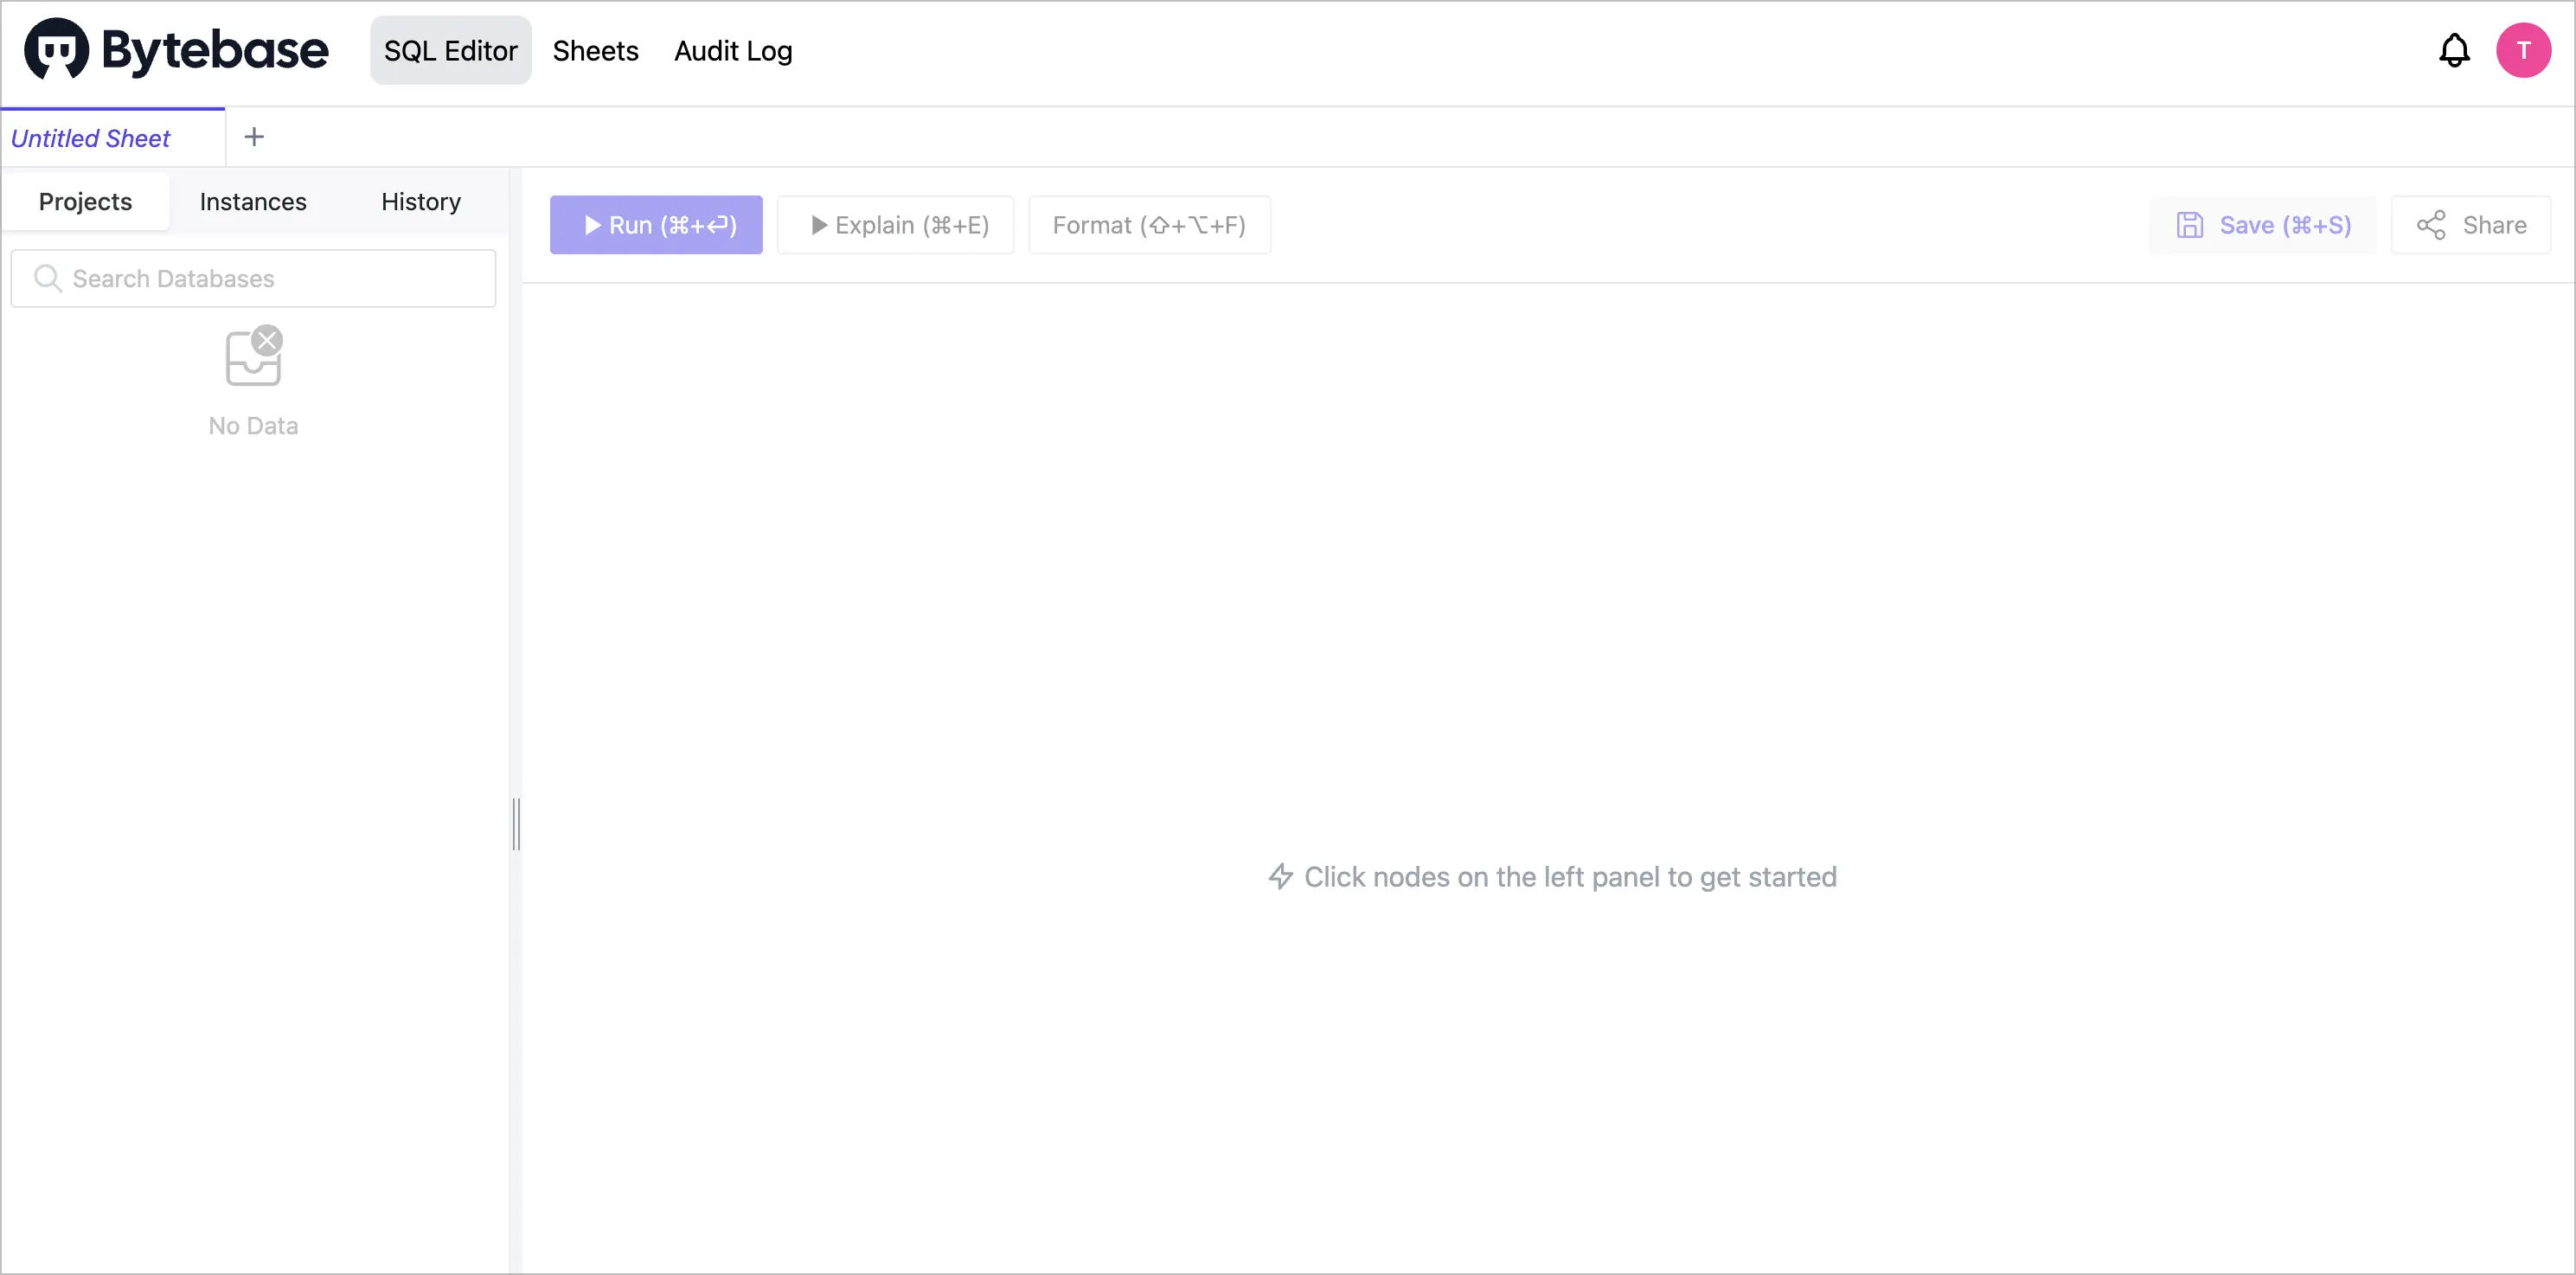 Bytebase SQL Editor Sheets Audit Log T
Untitled Sheet +
Projects Instances History
Run (⌘+⏎) Explain (⌘+E) Format (⇧+⌥+F) Save (⌘+S) Share
Search Databases
No Data
Click nodes on the left panel to get started